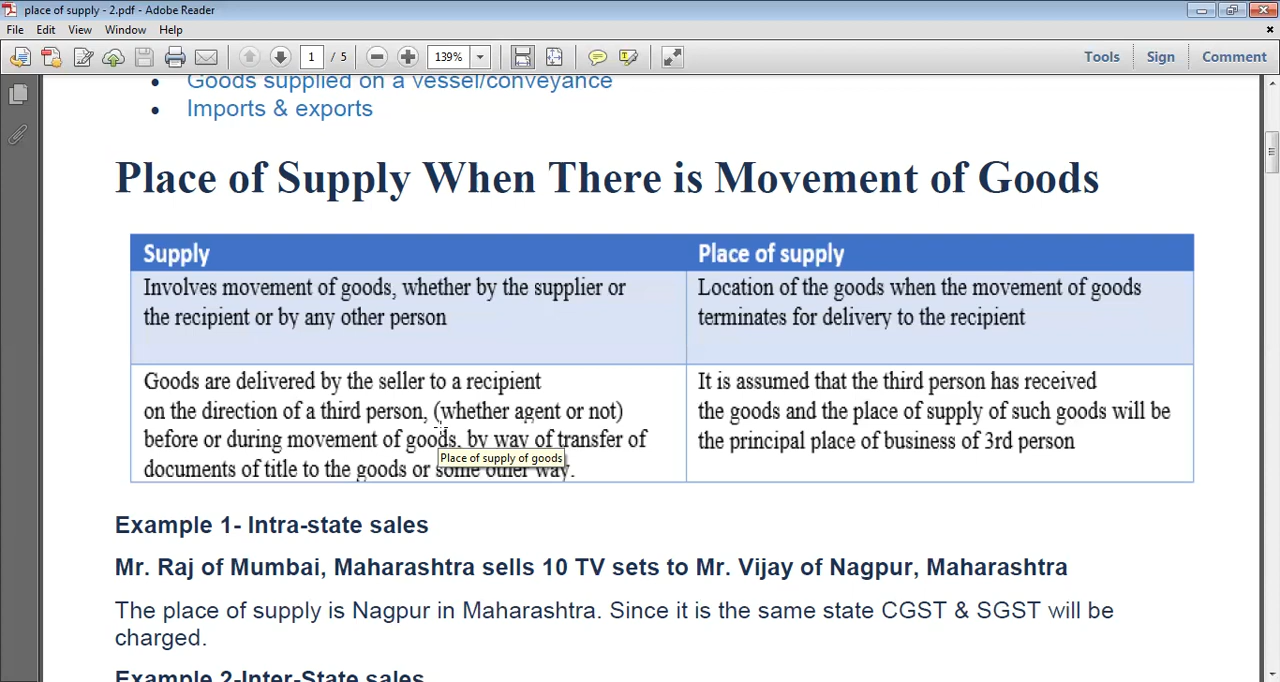 place of supply - 2.pdf - Adobe Reader
File Edit View Window Help
1 / 5 139% Tools Sign Comment
Goods supplied on a vessel/conveyance
Imports & exports
Place of Supply When There is Movement of Goods
Supply Place of supply
Involves movement of goods, whether by the supplier or
the recipient or by any other person
Location of the goods when the movement of goods
terminates for delivery to the recipient
Goods are delivered by the seller to a recipient
on the direction of a third person, (whether agent or not)
before or during movement of goods, by way of transfer of
documents of title to the goods or some other way.
It is assumed that the third person has received
the goods and the place of supply of such goods will be
the principal place of business of 3rd person
Place of supply of goods
Example 1- Intra-state sales
Mr. Raj of Mumbai, Maharashtra sells 10 TV sets to Mr. Vijay of Nagpur, Maharashtra
The place of supply is Nagpur in Maharashtra. Since it is the same state CGST & SGST will be
charged.
Example 2-Inter-State sales